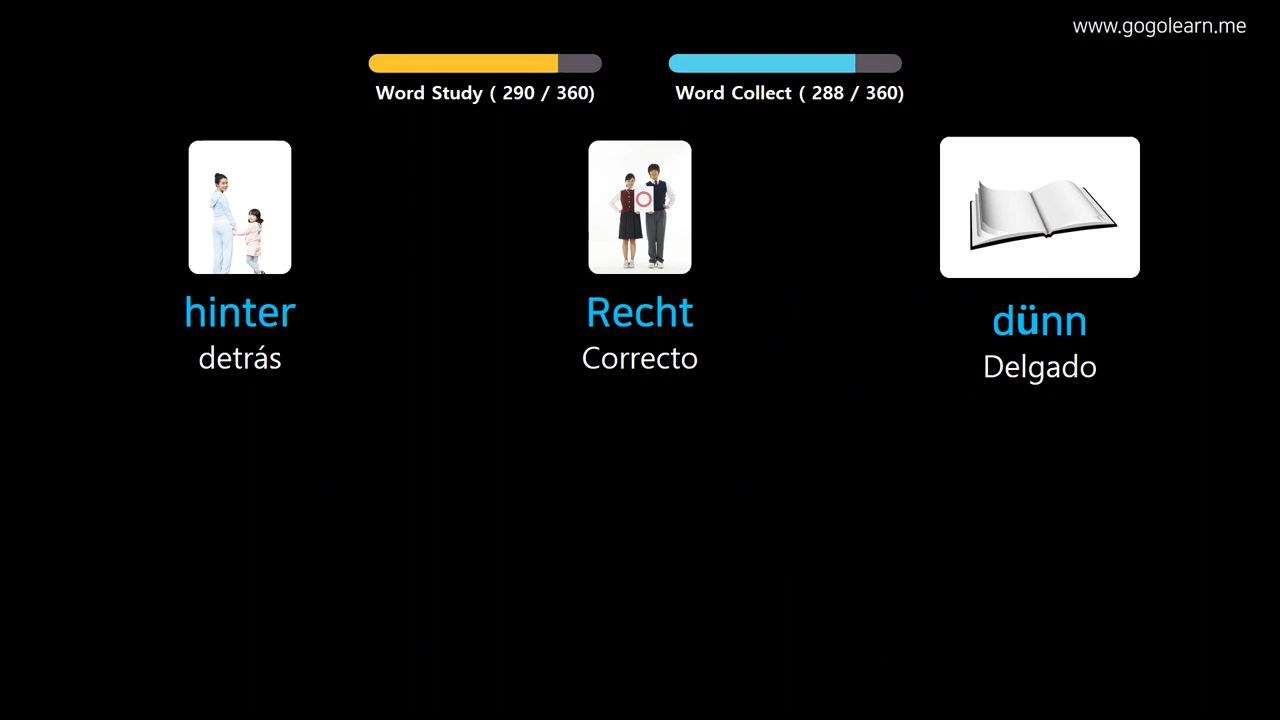 www.gogolearn.me
Word Study ( 290 / 360)
Word Collect ( 288 / 360)
hinter
detrás
Recht
Correcto
dünn
Delgado